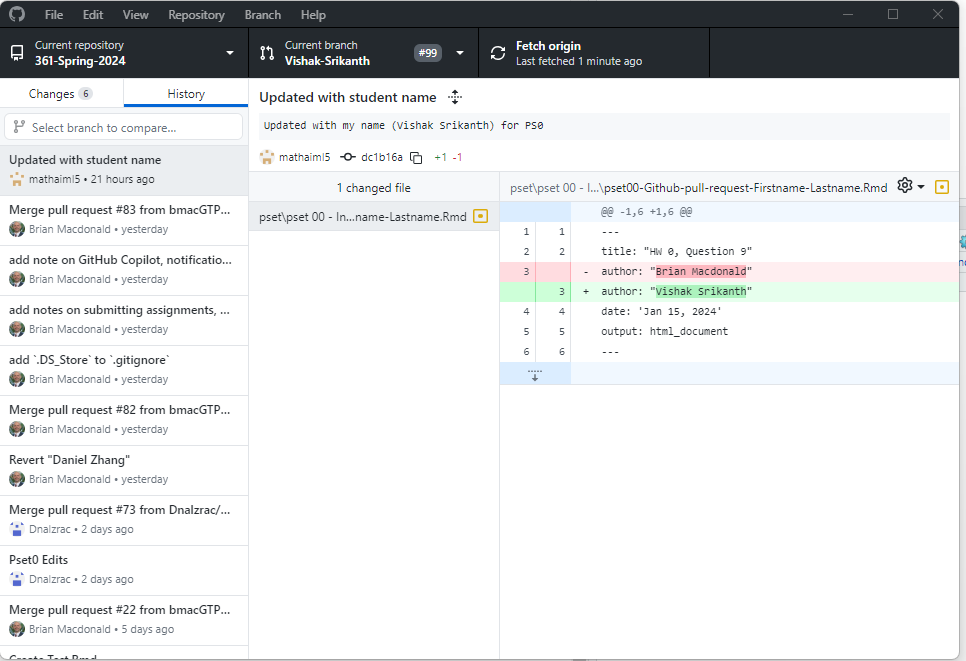 File Edit View Repository Branch Help
Current repository
361-Spring-2024
Current branch
Vishak-Srikanth
#99
Fetch origin
Last fetched 1 minute ago
Changes 6
History
Select branch to compare...
Updated with student name
mathaiml5 • 21 hours ago
Merge pull request #83 from bmacGTP...
Brian Macdonald • yesterday
add note on GitHub Copilot, notificatio...
Brian Macdonald • yesterday
add notes on submitting assignments, ...
Brian Macdonald • yesterday
add `.DS_Store` to `.gitignore`
Brian Macdonald • yesterday
Merge pull request #82 from bmacGTP...
Brian Macdonald • yesterday
Revert "Daniel Zhang"
Brian Macdonald • yesterday
Merge pull request #73 from Dnalzrac/...
Dnalzrac • 2 days ago
Pset0 Edits
Dnalzrac • 2 days ago
Merge pull request #22 from bmacGTP...
Brian Macdonald • 5 days ago
Create Test.Rmd
Updated with student name
Updated with my name (Vishak Srikanth) for PS0
mathaiml5 dc1b16a +1 -1
1 changed file
pset\pset 00 - In...name-Lastname.Rmd
pset\pset 00 - I...\pset00-Github-pull-request-Firstname-Lastname.Rmd
@@ -1,6 +1,6 @@
1 1 ---
2 2 title: "HW 0, Question 9"
3 - author: "Brian Macdonald"
3 + author: "Vishak Srikanth"
4 4 date: 'Jan 15, 2024'
5 5 output: html_document
6 6 ---